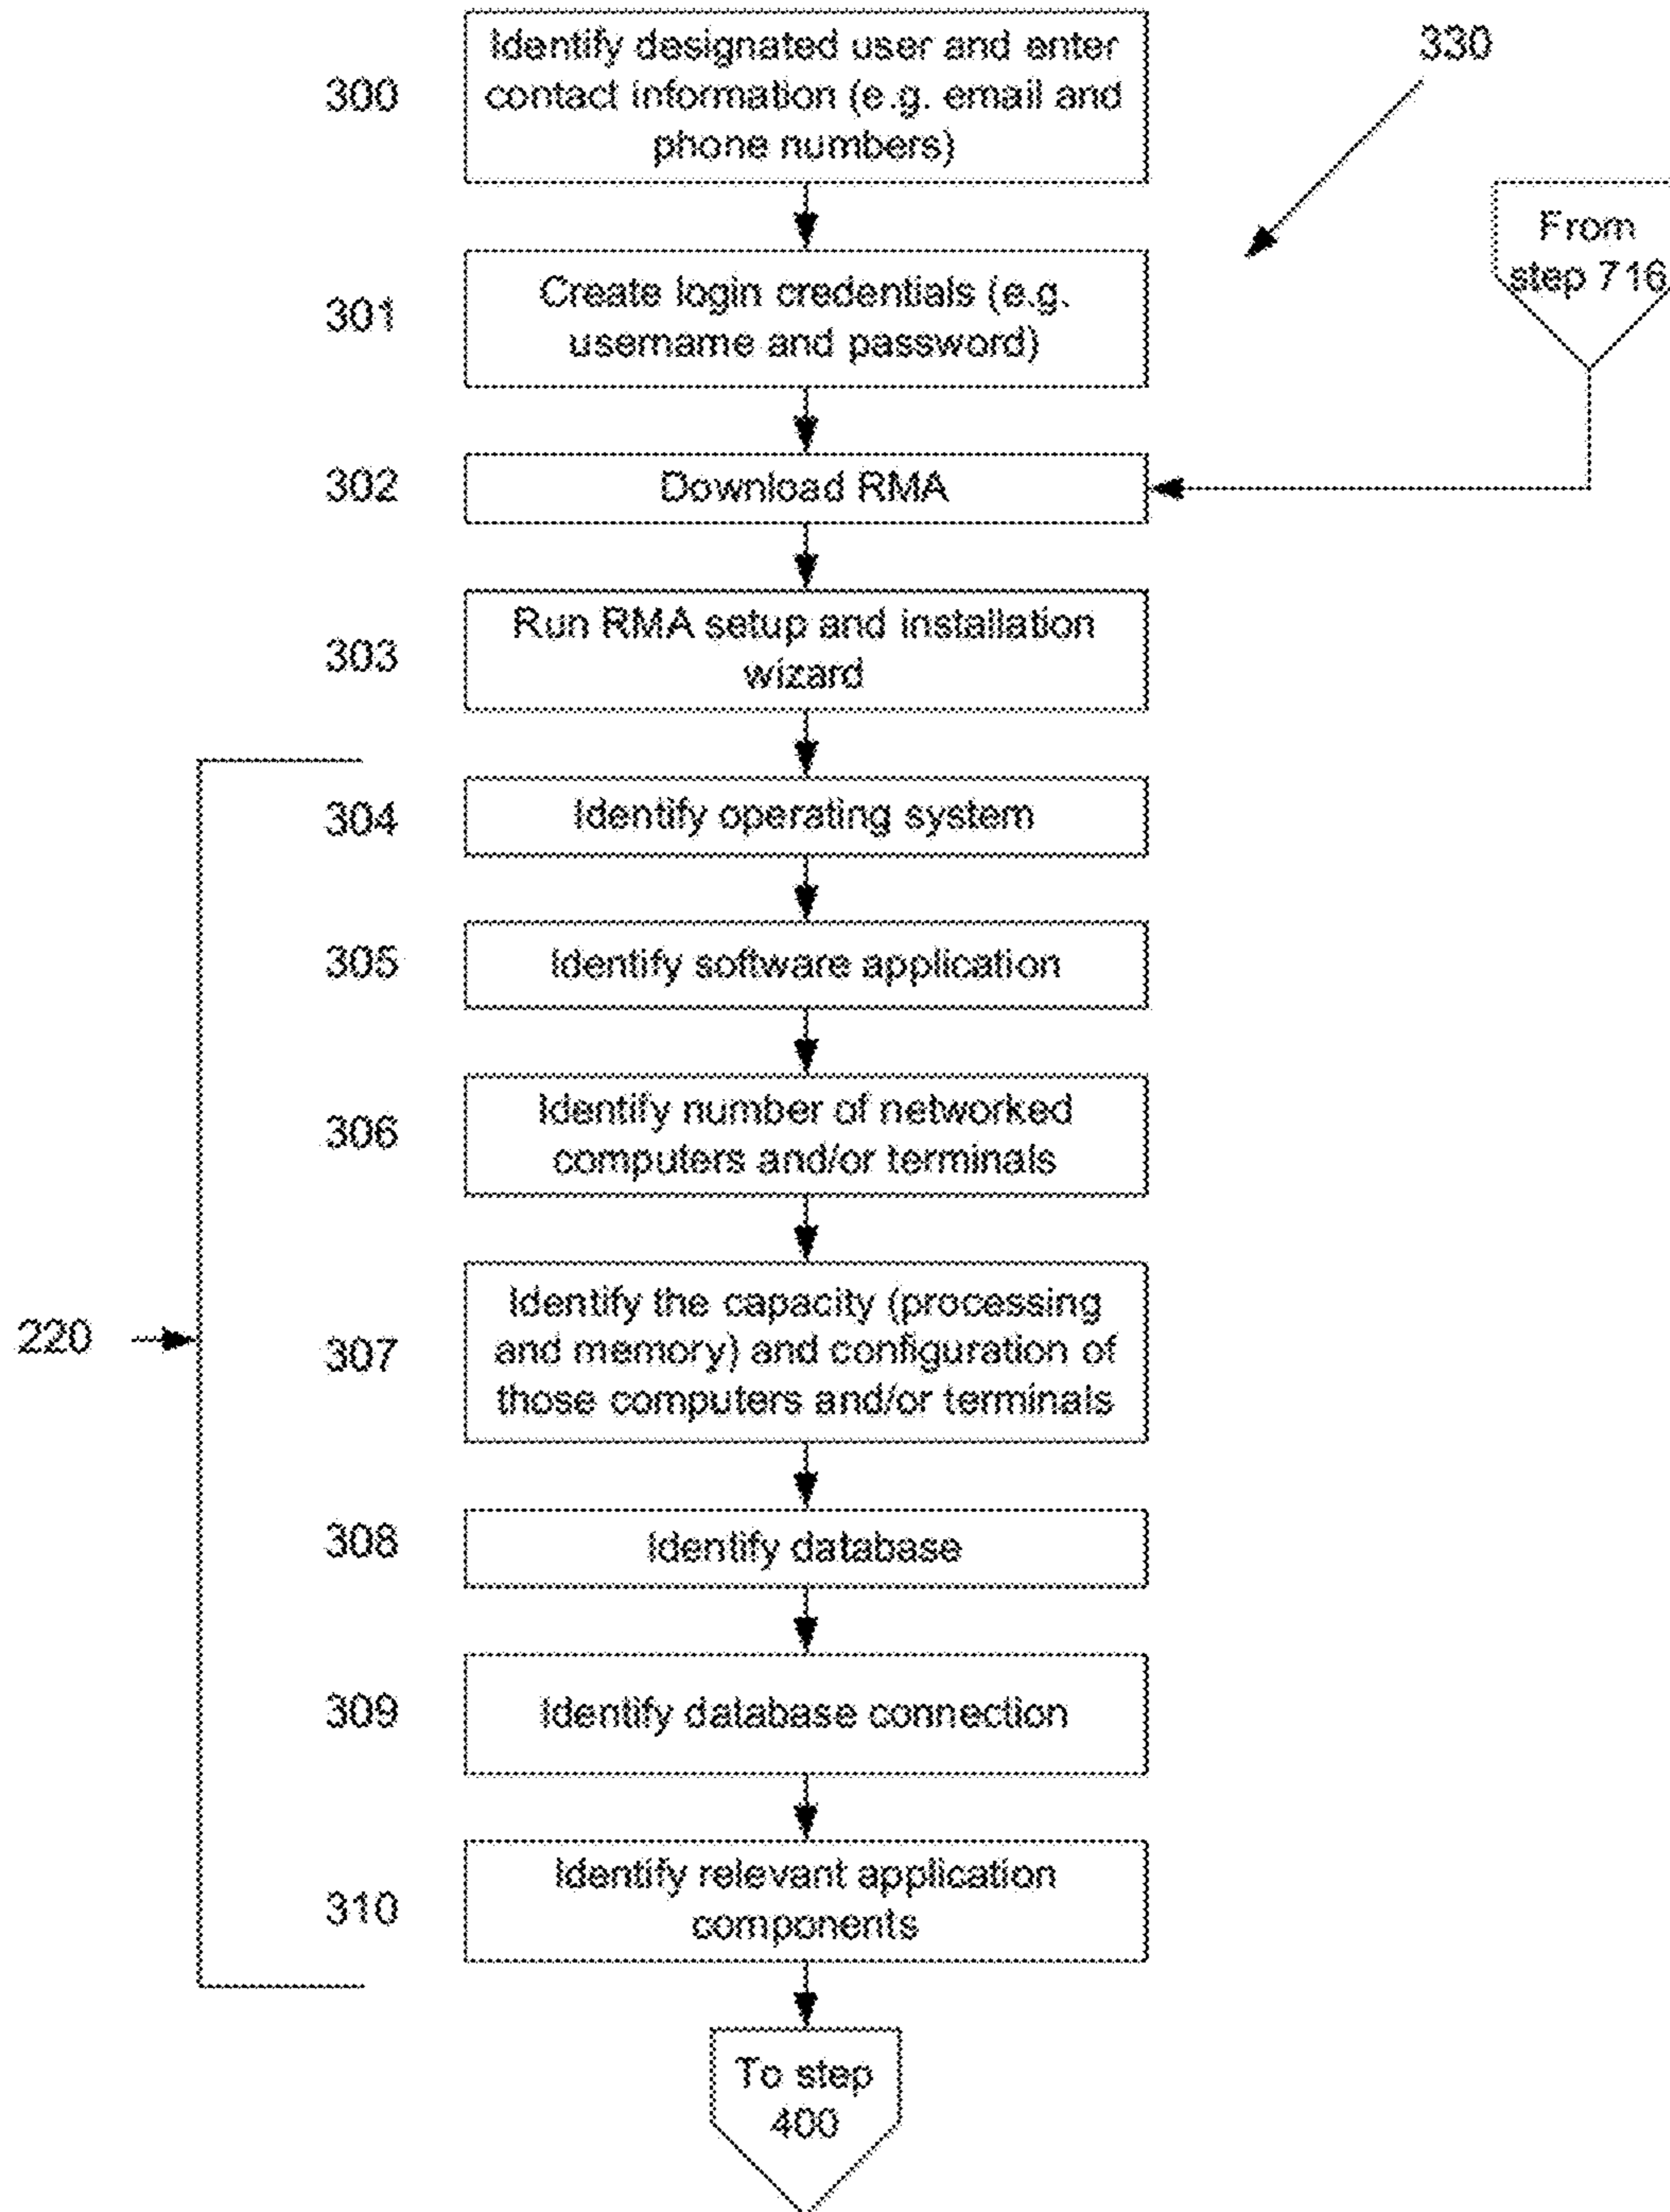 Identify designated user and enter
contact information (e.g. email and
phone numbers)
300
330
From
step 716
Create login credentials (e.g.
username and password)
301
302
Download RMA
303
Run RMA setup and installation
wizard
304
Identify operating system
305
Identify software application
306
Identify number of networked
computers and/or terminals
220
307
Identify the capacity (processing
and memory) and configuration of
those computers and/or terminals
308
Identify database
309
Identify database connection
310
Identify relevant application
components
To step
400